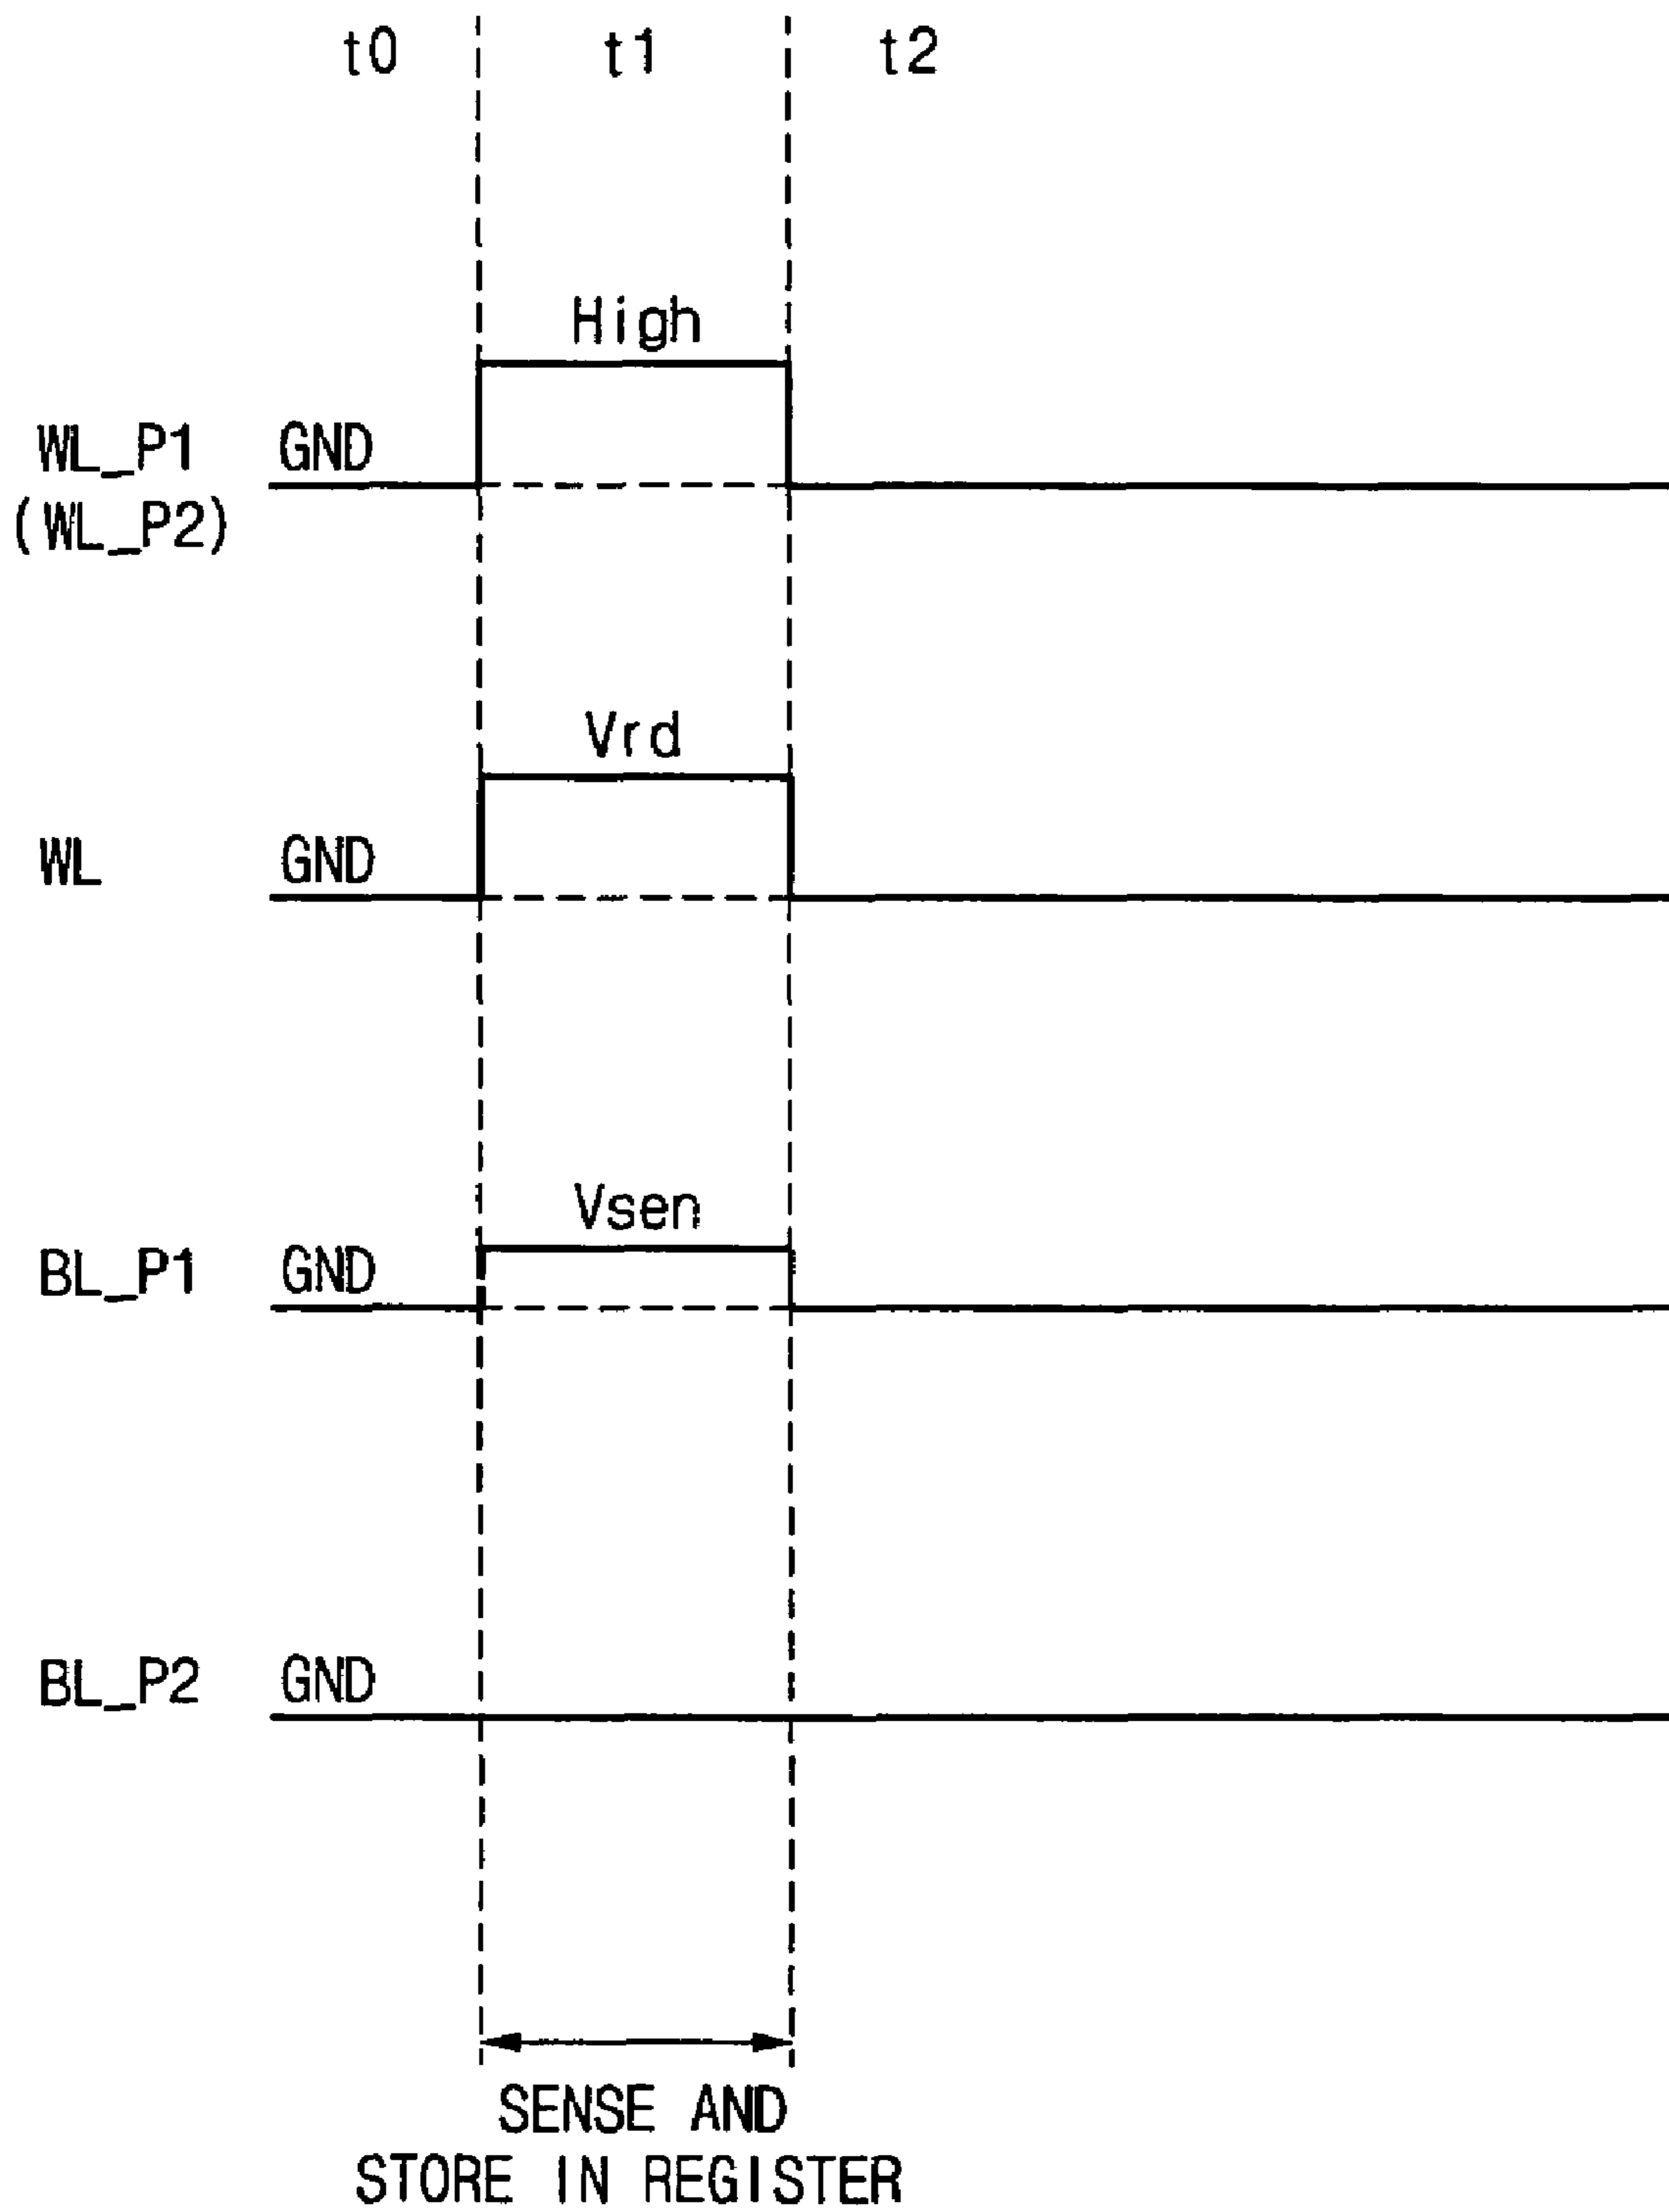 t0 t1 t2
High
WL_P1 GND
(WL_P2)
Vrd
WL GND
Vsen
BL_P1 GND
BL_P2 GND
SENSE AND
STORE IN REGISTER